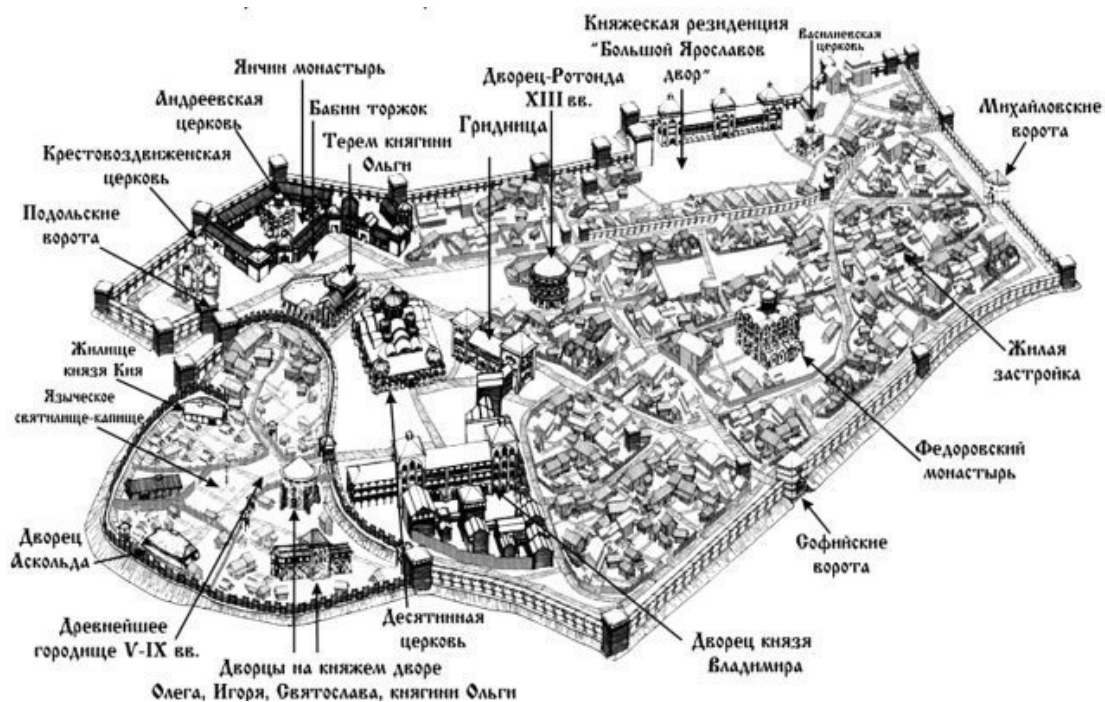 Княжеская резиденция
"Большой Ярославов
двор"
Василиевская
церковь
Янчин монастырь
Дворец-Ротонда
XIII вв.
Андреевская
церковь
Бабин торжок
Гридница
Михайловские
ворота
Терем княгини
Ольги
Крестовоздвиженская
церковь
Подольские
ворота
Жилище
князя Кия
Языческое
святилище-капище
Жилая
застройка
Федоровский
монастырь
Дворец
Аскольда
Софийские
ворота
Древнейшее
городище V-IX вв.
Десятинная
церковь
Дворец князя
Владимира
Дворцы на княжем дворе
Олега, Игоря, Святослава, княгини Ольги